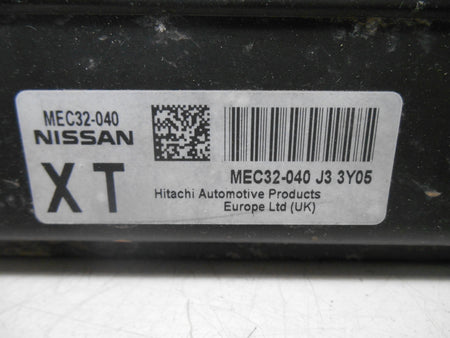 MEC32-040
NISSAN
XT
MEC32-040 J3 3Y05
Hitachi Automotive Products
Europe Ltd (UK)